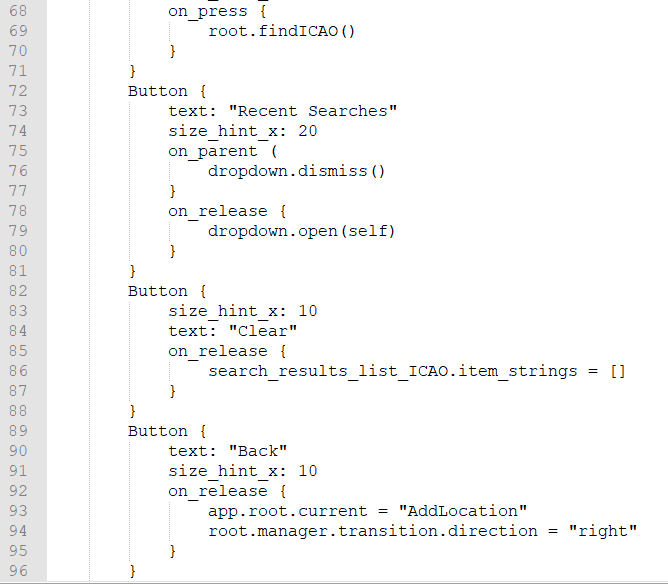 68 on_press {
69 root.findICAO()
70 }
71 }
72 Button {
73 text: "Recent Searches"
74 size_hint_x: 20
75 on_parent (
76 dropdown.dismiss()
77 }
78 on_release {
79 dropdown.open(self)
80 }
81 }
82 Button {
83 size_hint_x: 10
84 text: "Clear"
85 on_release {
86 search_results_list_ICAO.item_strings = []
87 }
88 }
89 Button {
90 text: "Back"
91 size_hint_x: 10
92 on_release {
93 app.root.current = "AddLocation"
94 root.manager.transition.direction = "right"
95 }
96 }